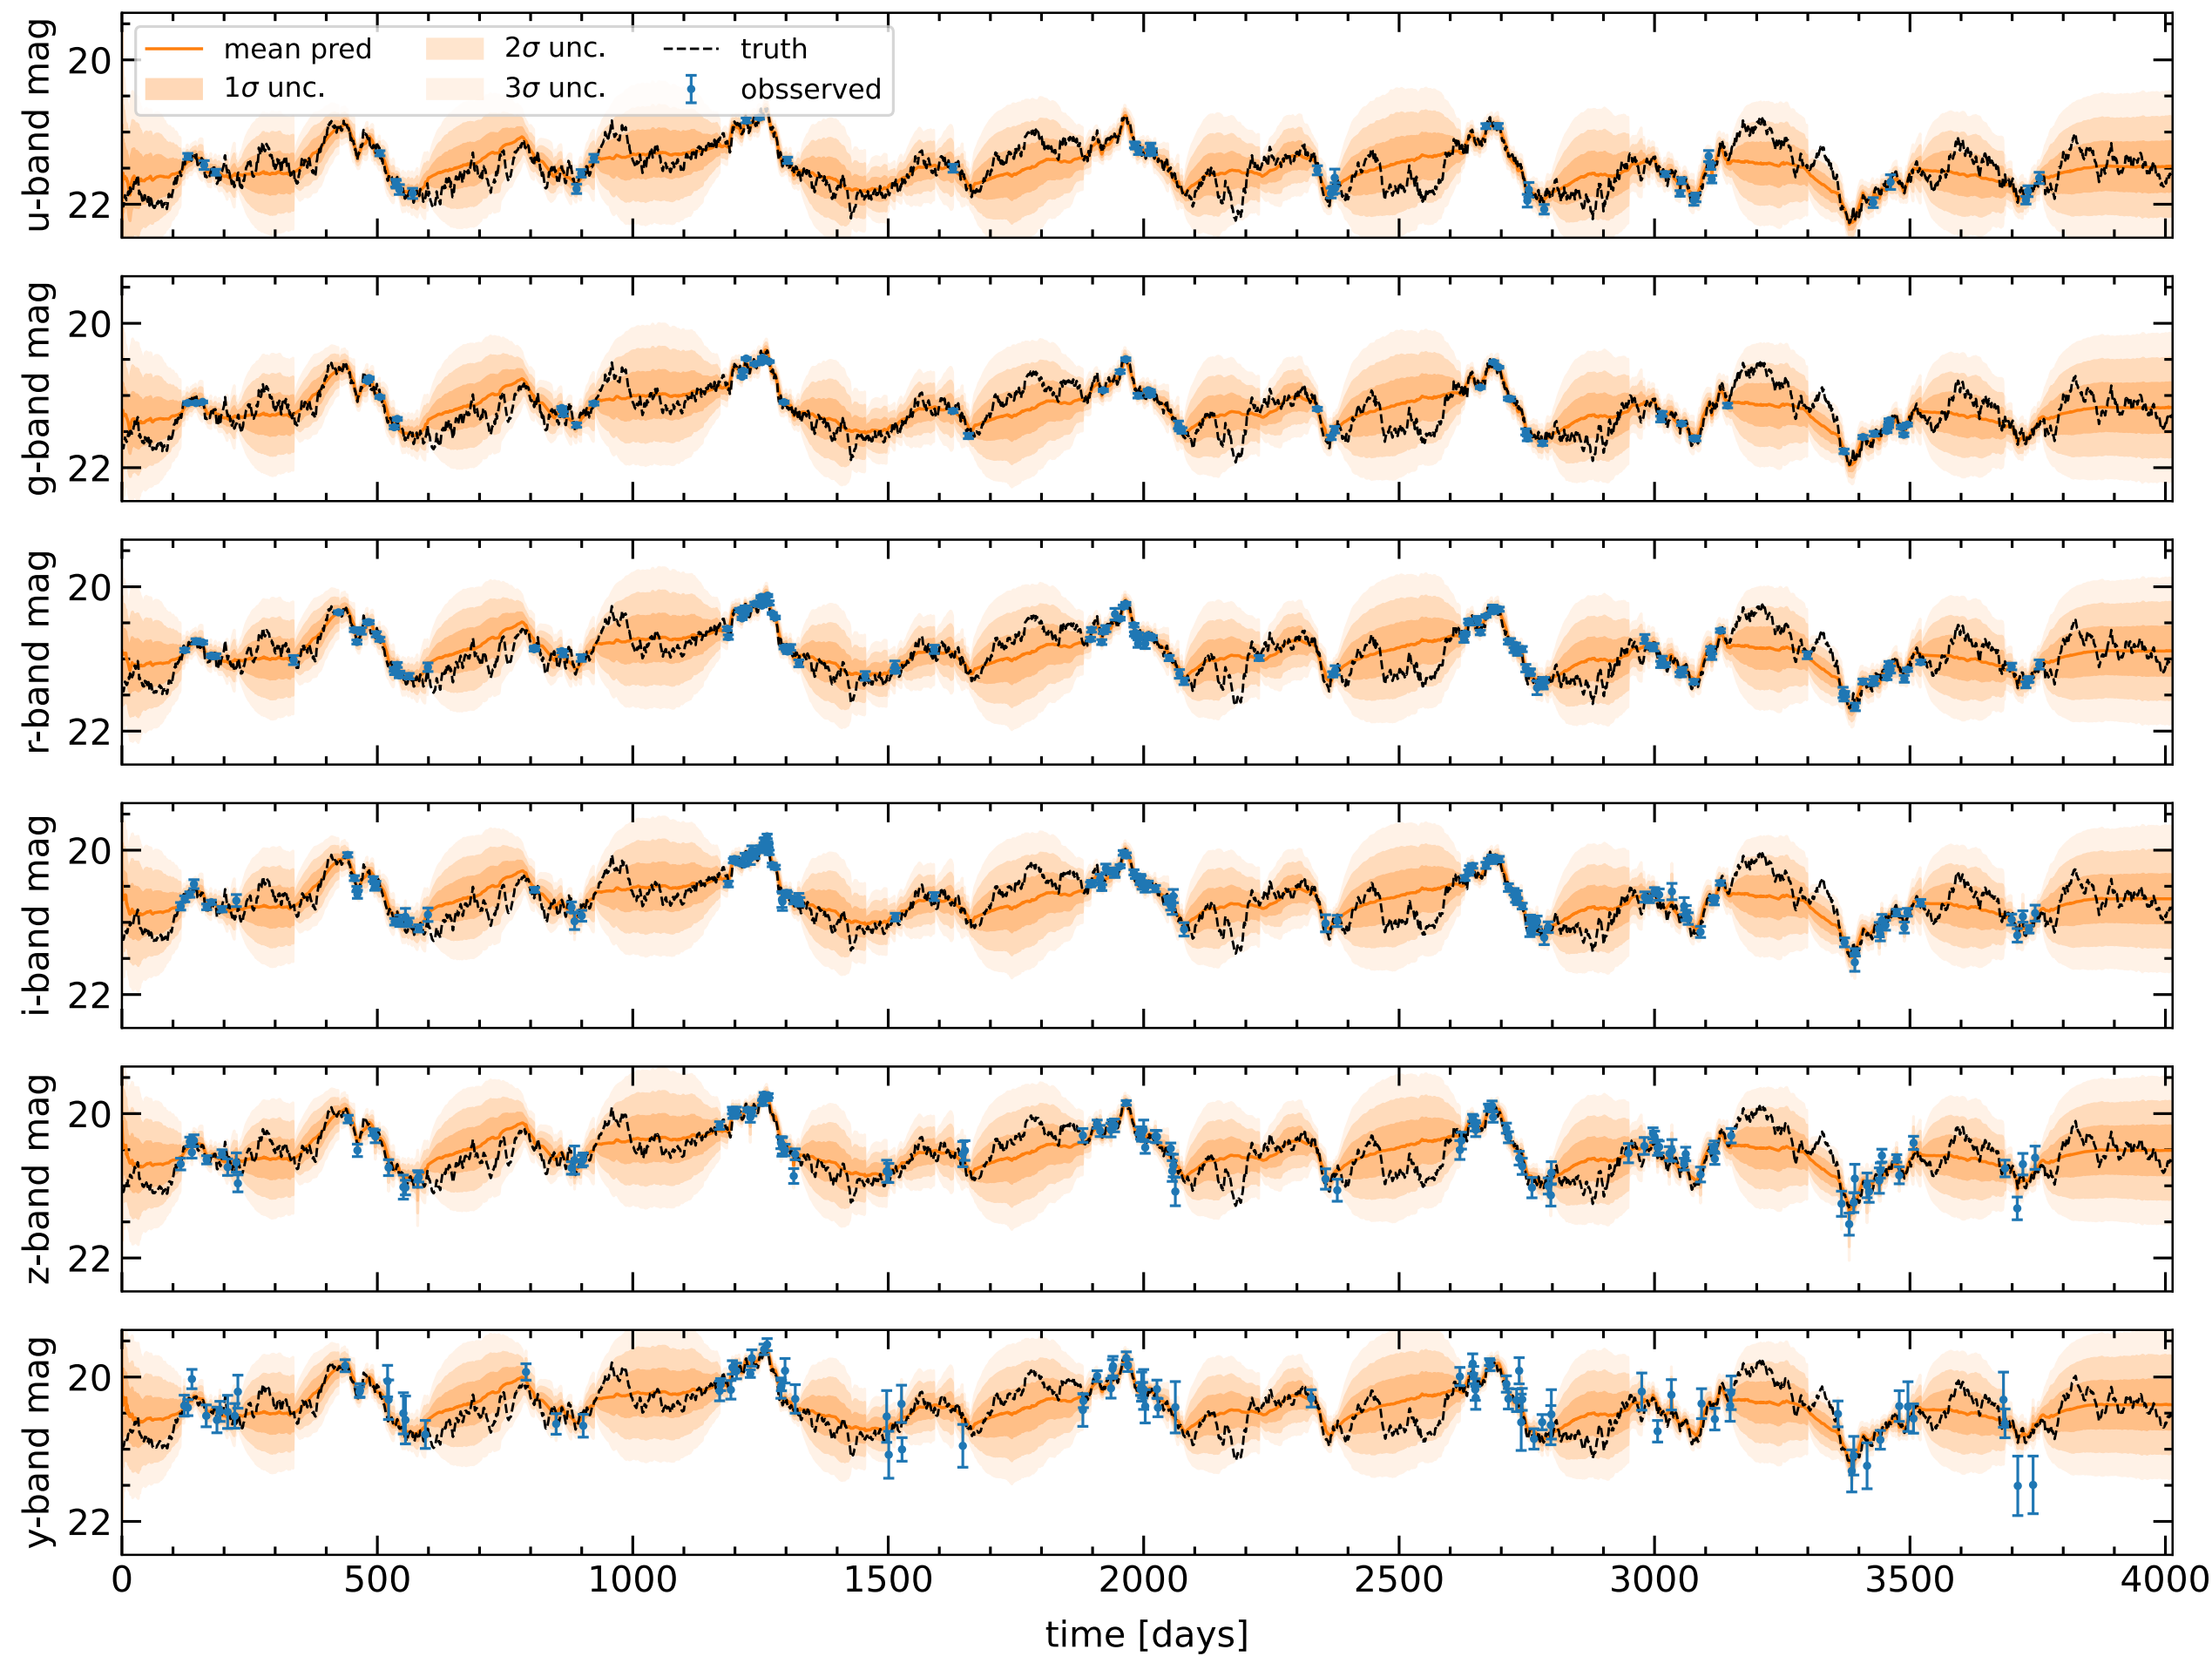 mean pred
1σ unc.
2σ unc.
3σ unc.
truth
obsserved
20
22
u-band mag
20
22
g-band mag
20
22
r-band mag
20
22
i-band mag
20
22
z-band mag
20
22
y-band mag
0 500 1000 1500 2000 2500 3000 3500 4000
time [days]